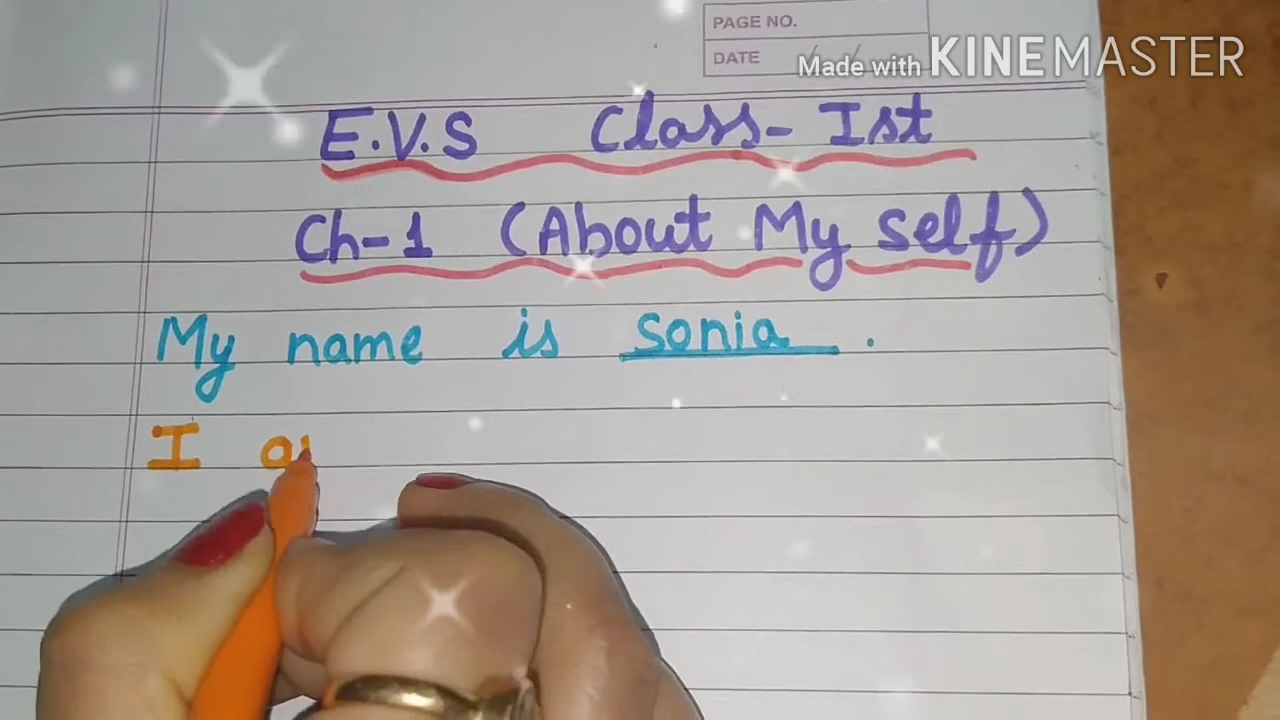 PAGE NO.
DATE / /
Made with KINEMASTER
E.V.S Class-Ist
Ch-1 (About My self)
My name is Sonia.
I a